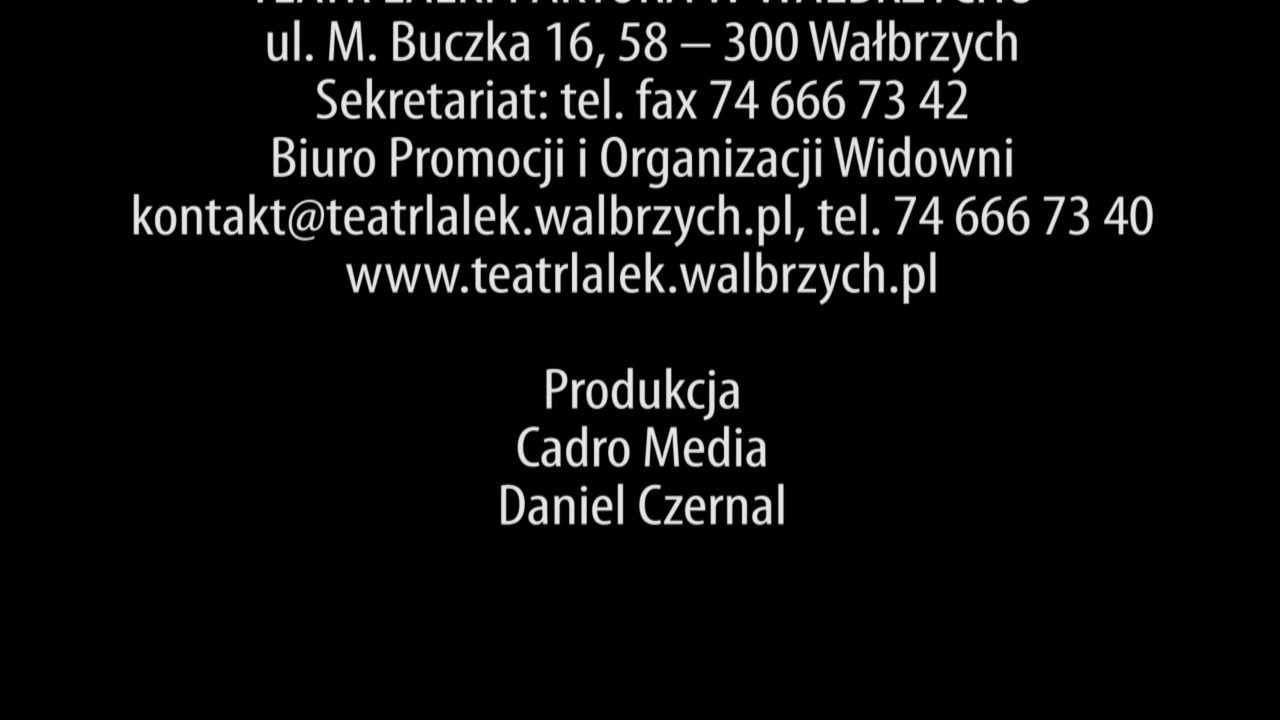 ul. M. Buczka 16, 58 – 300 Wałbrzych
Sekretariat: tel. fax 74 666 73 42
Biuro Promocji i Organizacji Widowni
kontakt@teatrlalek.walbrzych.pl, tel. 74 666 73 40
www.teatrlalek.walbrzych.pl
Produkcja
Cadro Media
Daniel Czernal